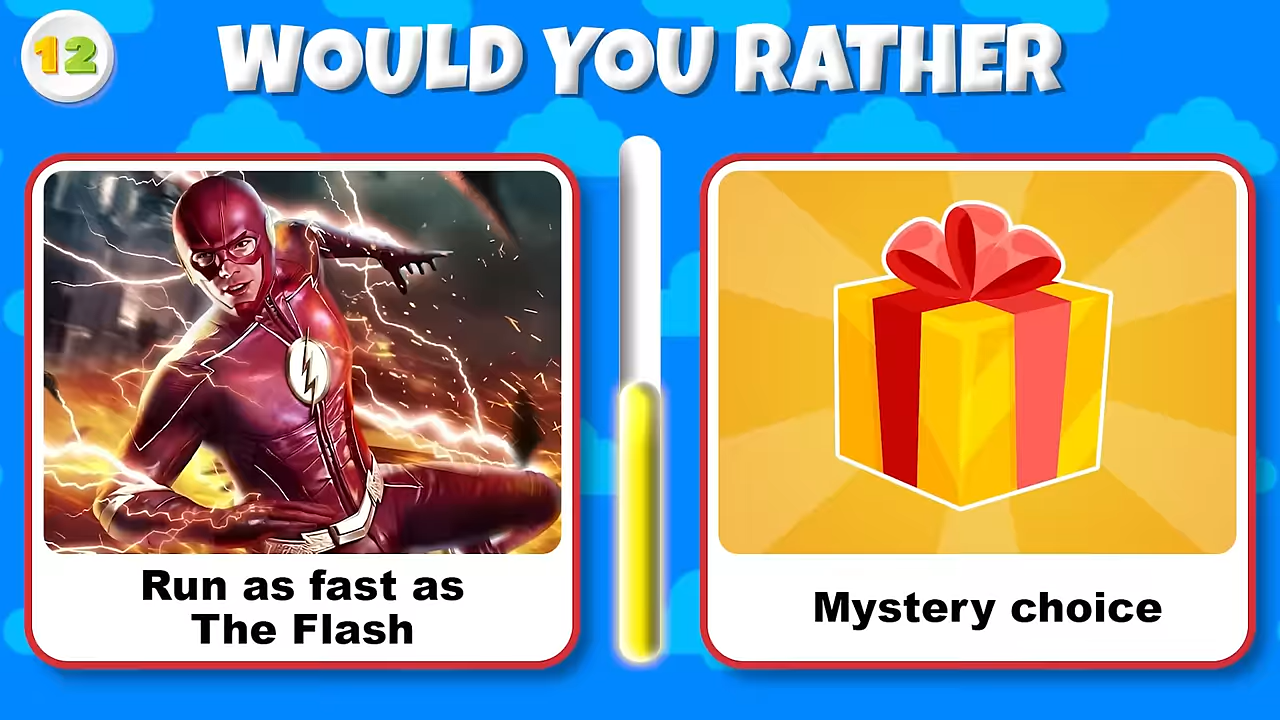 12
WOULD YOU RATHER
Run as fast as
The Flash
Mystery choice